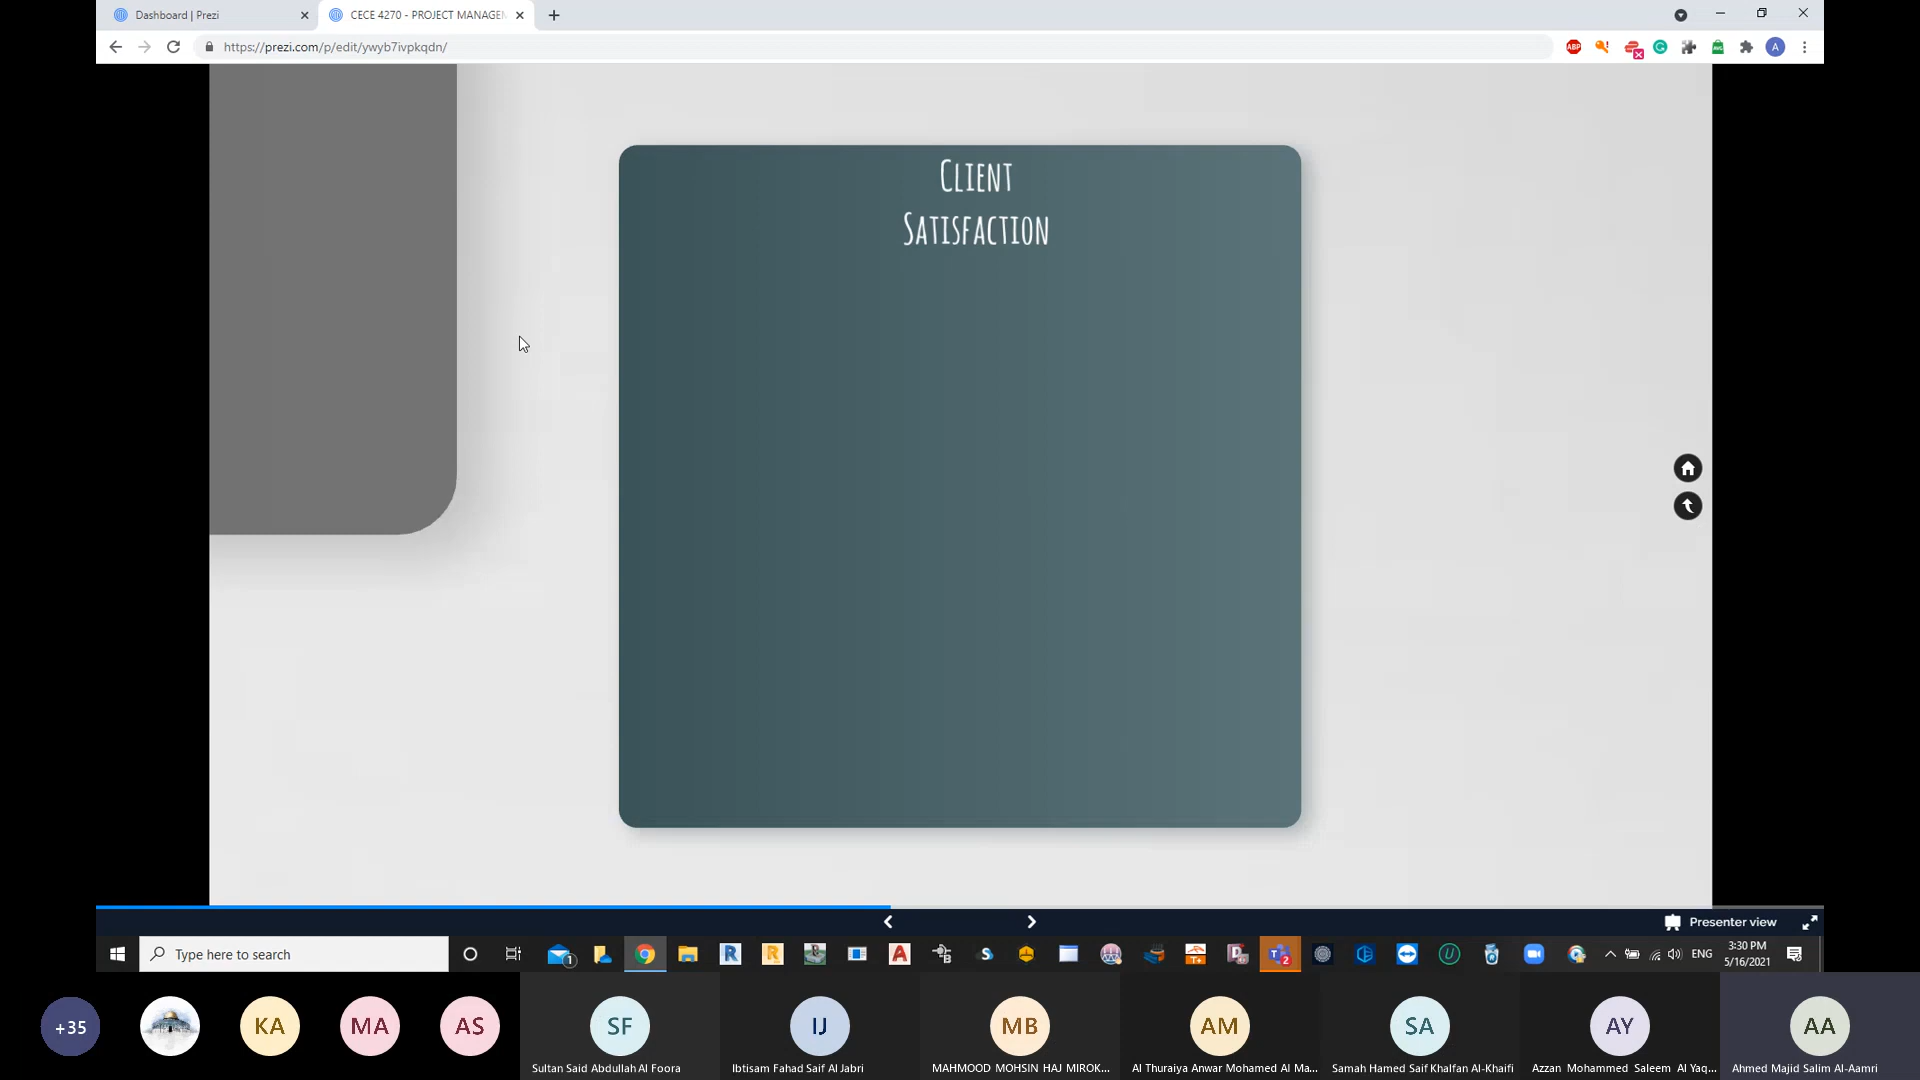 Dashboard | Prezi
CECE 4270 - PROJECT MANAGEM
https://prezi.com/p/edit/ywyb7ivpkqdn/
ABP
A
Client
Satisfaction
Presenter view
Type here to search
1
2
ENG
3:30 PM
5/16/2021
+35
KA
MA
AS
SF
IJ
MB
AM
SA
AY
AA
Sultan Said Abdullah Al Foora
Ibtisam Fahad Saif Al Jabri
MAHMOOD MOHSIN HAJ MIROK...
Al Thuraiya Anwar Mohamed Al Ma...
Samah Hamed Saif Khalfan Al-Khaifi
Azzan Mohammed Saleem Al Yaq...
Ahmed Majid Salim Al-Aamri